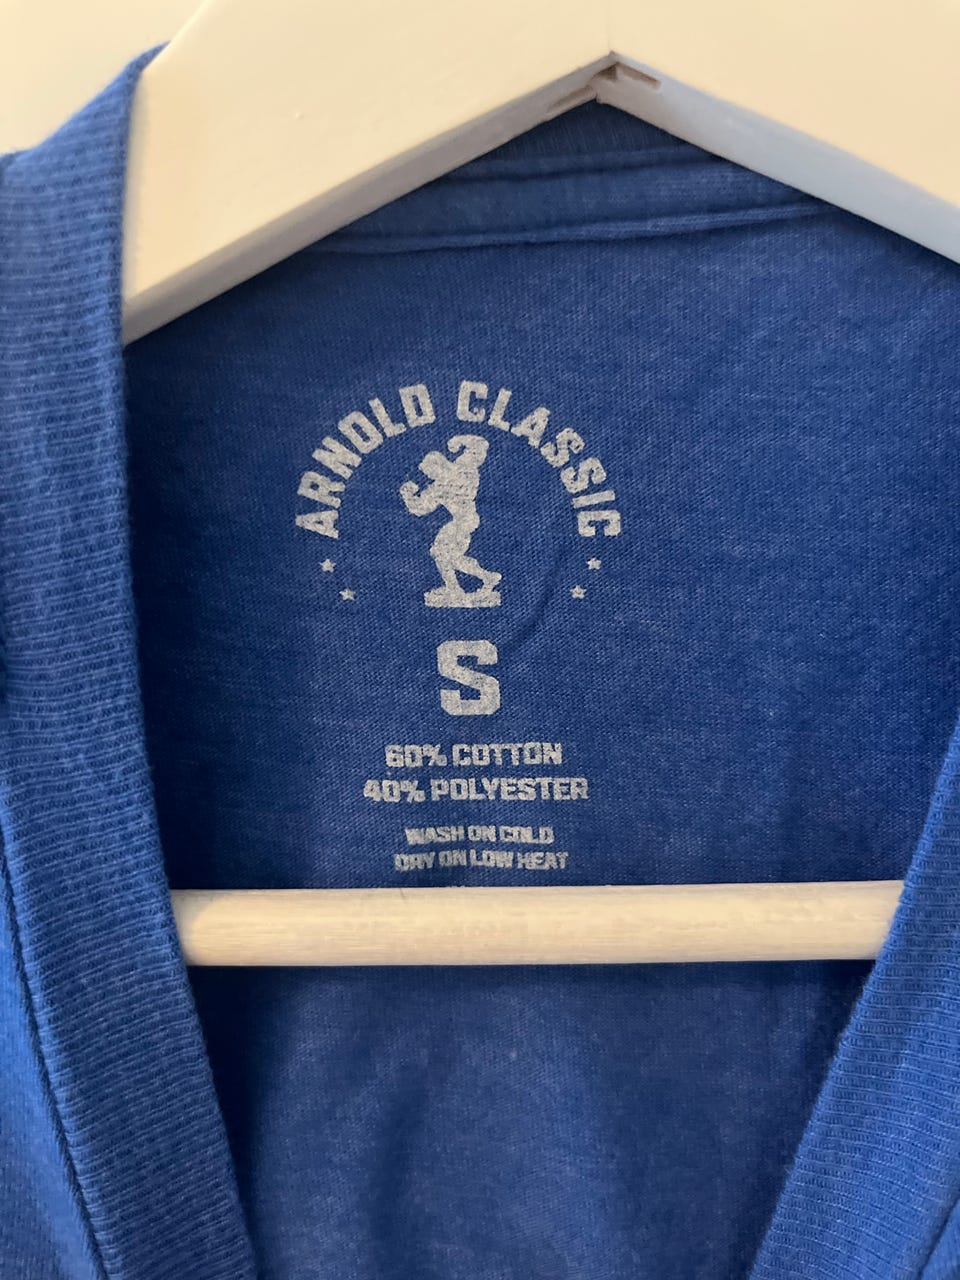 ARNOLD CLASSIC
S
60% COTTON
40% POLYESTER
WASH ON COLD
DRY ON LOW HEAT